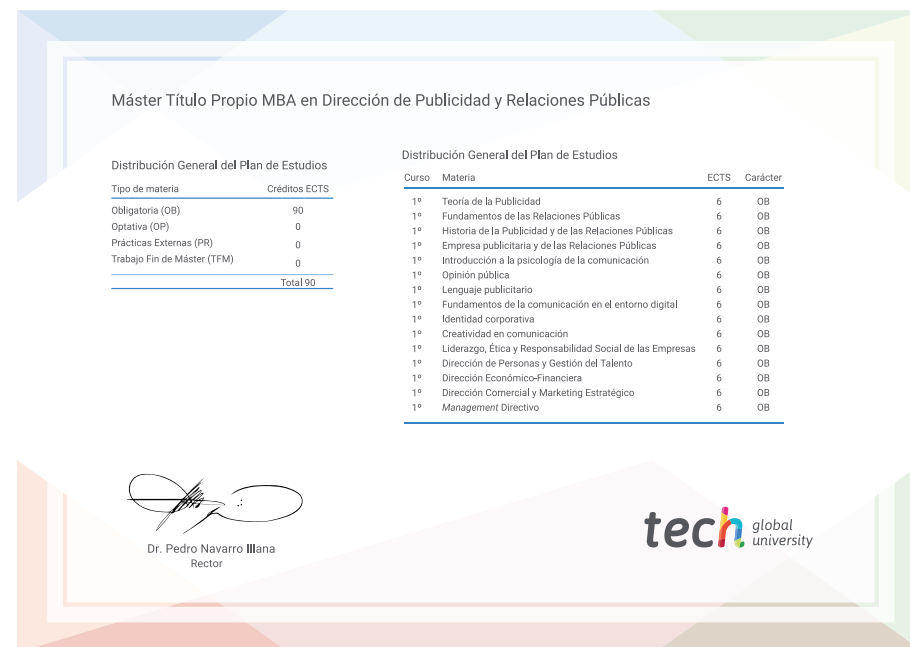 Máster Título Propio MBA en Dirección de Publicidad y Relaciones Públicas
Distribución General del Plan de Estudios
Tipo de materia Créditos ECTS
Obligatoria (OB) 90
Optativa (OP) 0
Prácticas Externas (PR) 0
Trabajo Fin de Máster (TFM) 0
Total 90
Distribución General del Plan de Estudios
Curso Materia ECTS Carácter
1º Teoría de la Publicidad 6 OB
1º Fundamentos de las Relaciones Públicas 6 OB
1º Historia de la Publicidad y de las Relaciones Públicas 6 OB
1º Empresa publicitaria y de las Relaciones Públicas 6 OB
1º Introducción a la psicología de la comunicación 6 OB
1º Opinión pública 6 OB
1º Lenguaje publicitario 6 OB
1º Fundamentos de la comunicación en el entorno digital 6 OB
1º Identidad corporativa 6 OB
1º Creatividad en comunicación 6 OB
1º Liderazgo, Ética y Responsabilidad Social de las Empresas 6 OB
1º Dirección de Personas y Gestión del Talento 6 OB
1º Dirección Económico-Financiera 6 OB
1º Dirección Comercial y Marketing Estratégico 6 OB
1º Management Directivo 6 OB
Dr. Pedro Navarro Illana
Rector
tech global university